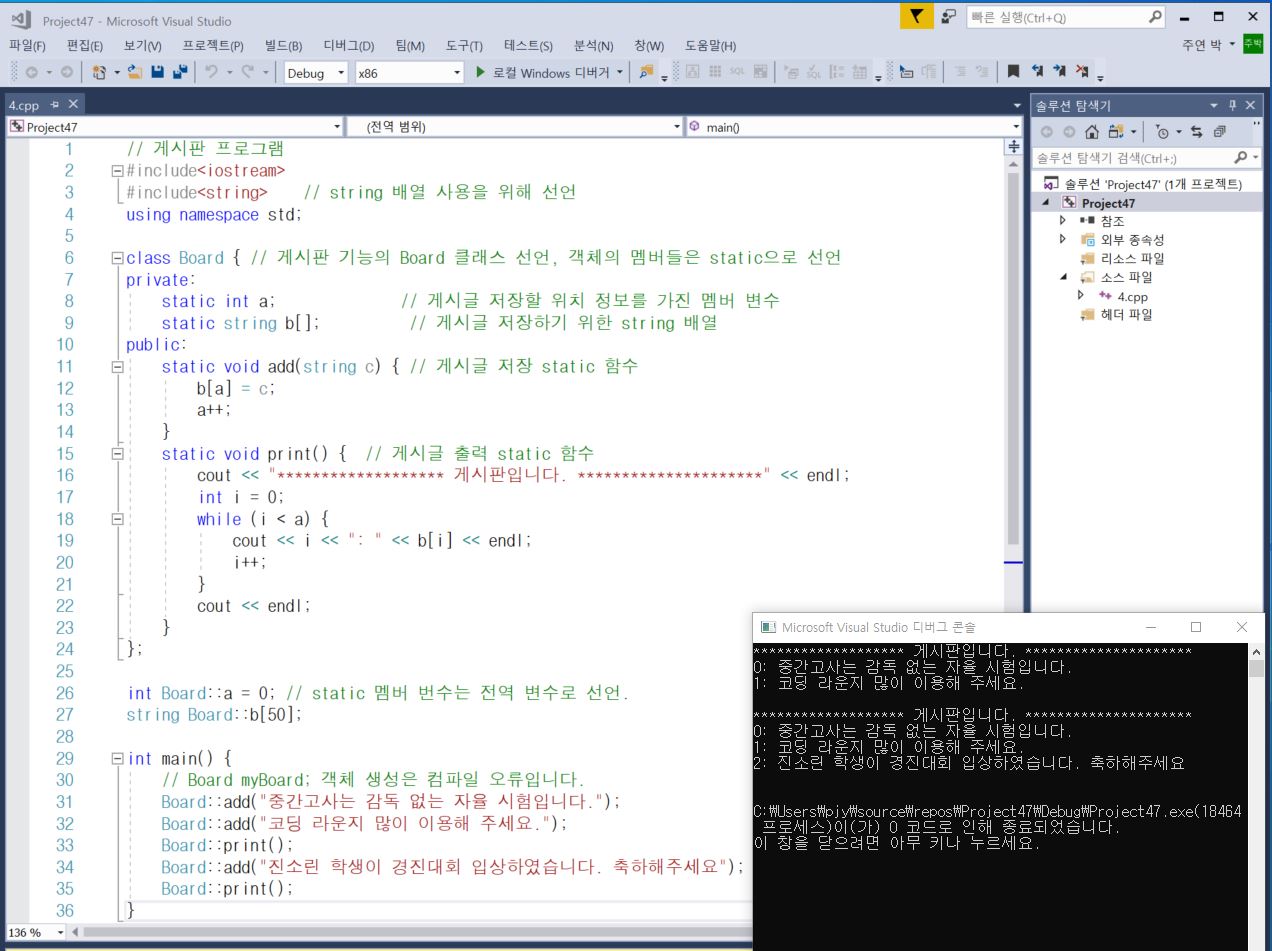 Project47 - Microsoft Visual Studio
빠른 실행(Ctrl+Q)
파일(F) 편집(E) 보기(V) 프로젝트(P) 빌드(B) 디버그(D) 팀(M) 도구(T) 테스트(S) 분석(N) 창(W) 도움말(H)
주연 박 주박
Debug x86 로컬 Windows 디버거
4.cpp
Project47 (전역 범위) main()
1 // 게시판 프로그램
2 #include<iostream>
3 #include<string> // string 배열 사용을 위해 선언
4 using namespace std;
5
6 class Board { // 게시판 기능의 Board 클래스 선언, 객체의 멤버들은 static으로 선언
7 private:
8 static int a; // 게시글 저장할 위치 정보를 가진 멤버 변수
9 static string b[]; // 게시글 저장하기 위한 string 배열
10 public:
11 static void add(string c) { // 게시글 저장 static 함수
12 b[a] = c;
13 a++;
14 }
15 static void print() { // 게시글 출력 static 함수
16 cout << "******************* 게시판입니다. *********************" << endl;
17 int i = 0;
18 while (i < a) {
19 cout << i << ": " << b[i] << endl;
20 i++;
21 }
22 cout << endl;
23 }
24 };
25
26 int Board::a = 0; // static 멤버 번수는 전역 변수로 선언.
27 string Board::b[50];
28
29 int main() {
30 // Board myBoard; 객체 생성은 컴파일 오류입니다.
31 Board::add("중간고사는 감독 없는 자율 시험입니다.");
32 Board::add("코딩 라운지 많이 이용해 주세요.");
33 Board::print();
34 Board::add("진소린 학생이 경진대회 입상하였습니다. 축하해주세요");
35 Board::print();
36 }
136 %
솔루션 탐색기
솔루션 탐색기 검색(Ctrl+;)
솔루션 'Project47' (1개 프로젝트)
Project47
참조
외부 종속성
리소스 파일
소스 파일
4.cpp
헤더 파일
Microsoft Visual Studio 디버그 콘솔
******************* 게시판입니다. *********************
0: 중간고사는 감독 없는 자율 시험입니다.
1: 코딩 라운지 많이 이용해 주세요.
******************* 게시판입니다. *********************
0: 중간고사는 감독 없는 자율 시험입니다.
1: 코딩 라운지 많이 이용해 주세요.
2: 진소린 학생이 경진대회 입상하였습니다. 축하해주세요
C:₩Users₩pjy₩source₩repos₩Project47₩Debug₩Project47.exe(18464
프로세스)이(가) 0 코드로 인해 종료되었습니다.
이 창을 닫으려면 아무 키나 누르세요.